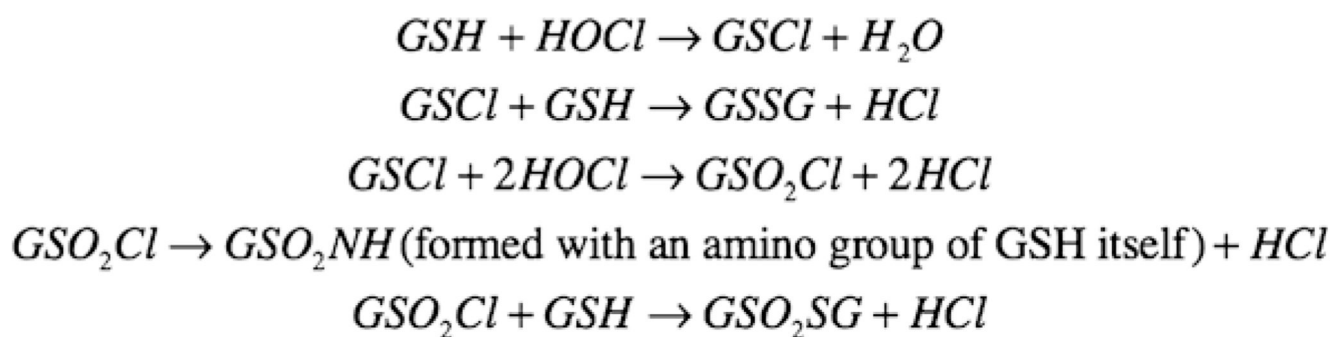 GSH + HOCl → GSCl + H₂O
GSCl + GSH → GSSG + HCl
GSCl + 2HOCl → GSO₂Cl + 2HCl
GSO₂Cl → GSO₂NH (formed with an amino group of GSH itself) + HCl
GSO₂Cl + GSH → GSO₂SG + HCl